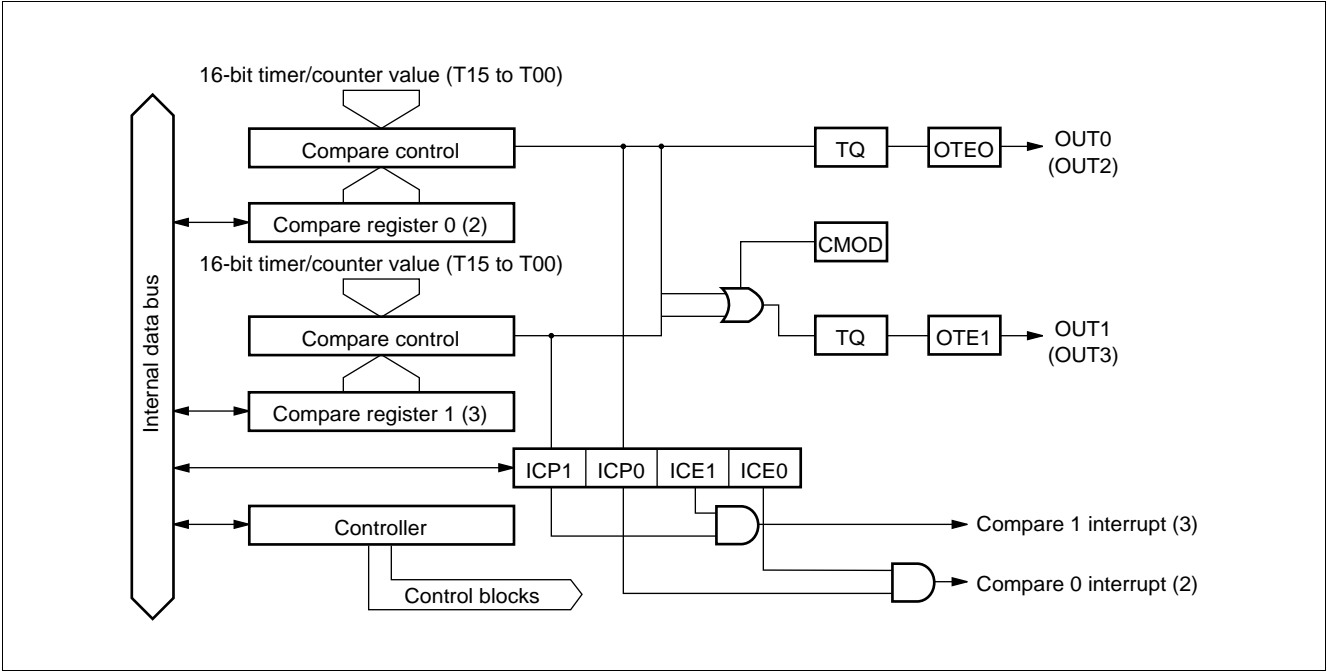 16-bit timer/counter value (T15 to T00)
Compare control
TQ
OTEO
OUT0
(OUT2)
Compare register 0 (2)
CMOD
16-bit timer/counter value (T15 to T00)
Internal data bus
Compare control
TQ
OTE1
OUT1
(OUT3)
Compare register 1 (3)
ICP1
ICP0
ICE1
ICE0
Controller
Compare 1 interrupt (3)
Control blocks
Compare 0 interrupt (2)